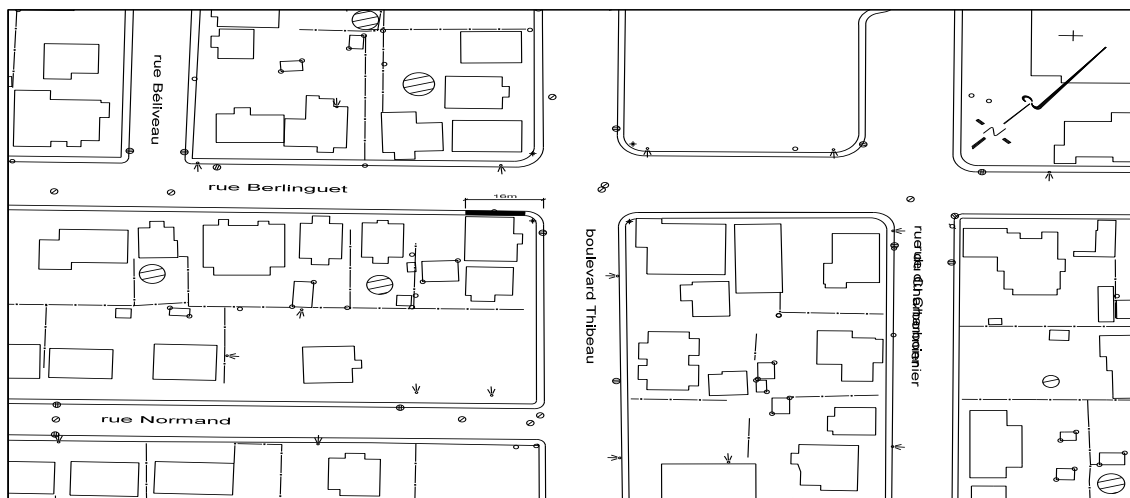 rue Béliveau
rue Berlinguet
16m
boulevard Thibeau
rue Normand